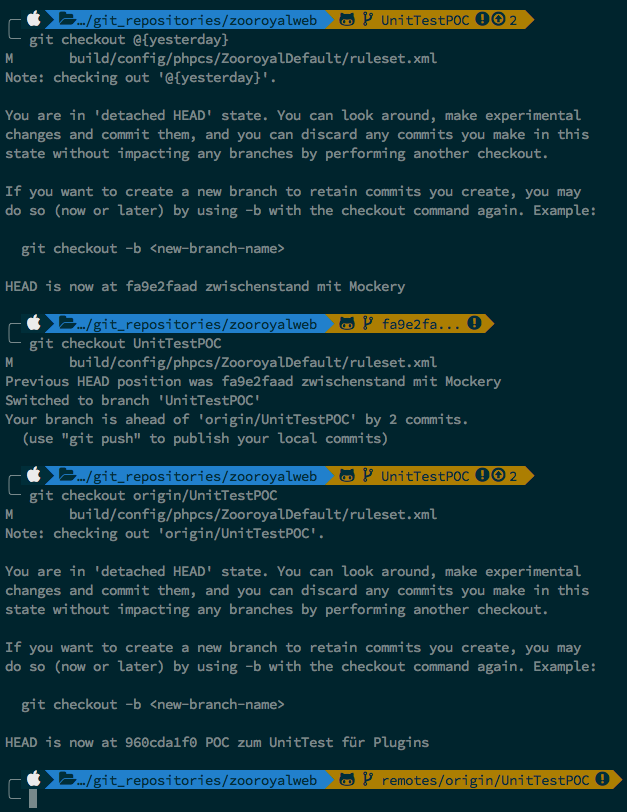 …/git_repositories/zooroyalweb UnitTestPOC 2
git checkout @{yesterday}
M       build/config/phpcs/ZooroyalDefault/ruleset.xml
Note: checking out '@{yesterday}'.
You are in 'detached HEAD' state. You can look around, make experimental
changes and commit them, and you can discard any commits you make in this
state without impacting any branches by performing another checkout.
If you want to create a new branch to retain commits you create, you may
do so (now or later) by using -b with the checkout command again. Example:
git checkout -b <new-branch-name>
HEAD is now at fa9e2faad zwischenstand mit Mockery
…/git_repositories/zooroyalweb fa9e2fa...
git checkout UnitTestPOC
M       build/config/phpcs/ZooroyalDefault/ruleset.xml
Previous HEAD position was fa9e2faad zwischenstand mit Mockery
Switched to branch 'UnitTestPOC'
Your branch is ahead of 'origin/UnitTestPOC' by 2 commits.
(use "git push" to publish your local commits)
…/git_repositories/zooroyalweb UnitTestPOC 2
git checkout origin/UnitTestPOC
M       build/config/phpcs/ZooroyalDefault/ruleset.xml
Note: checking out 'origin/UnitTestPOC'.
You are in 'detached HEAD' state. You can look around, make experimental
changes and commit them, and you can discard any commits you make in this
state without impacting any branches by performing another checkout.
If you want to create a new branch to retain commits you create, you may
do so (now or later) by using -b with the checkout command again. Example:
git checkout -b <new-branch-name>
HEAD is now at 960cda1f0 POC zum UnitTest für Plugins
…/git_repositories/zooroyalweb remotes/origin/UnitTestPOC